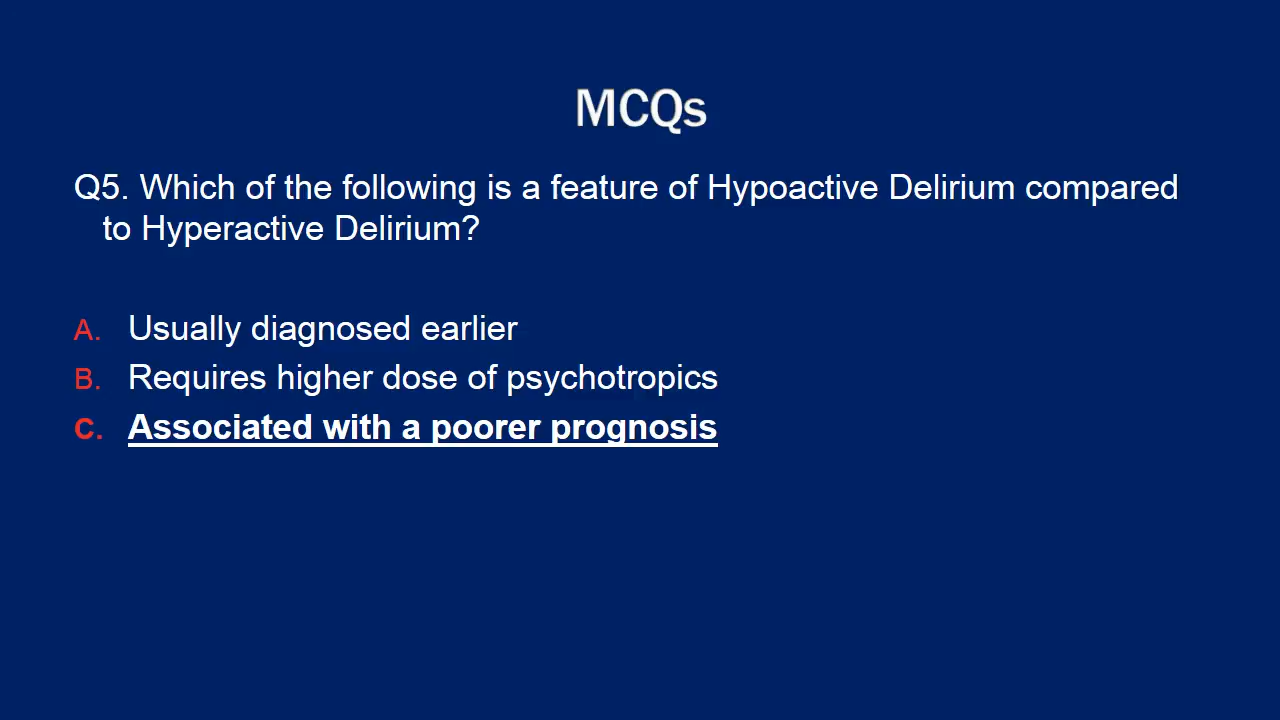 MCQs
Q5. Which of the following is a feature of Hypoactive Delirium compared
to Hyperactive Delirium?
A. Usually diagnosed earlier
B. Requires higher dose of psychotropics
C. Associated with a poorer prognosis